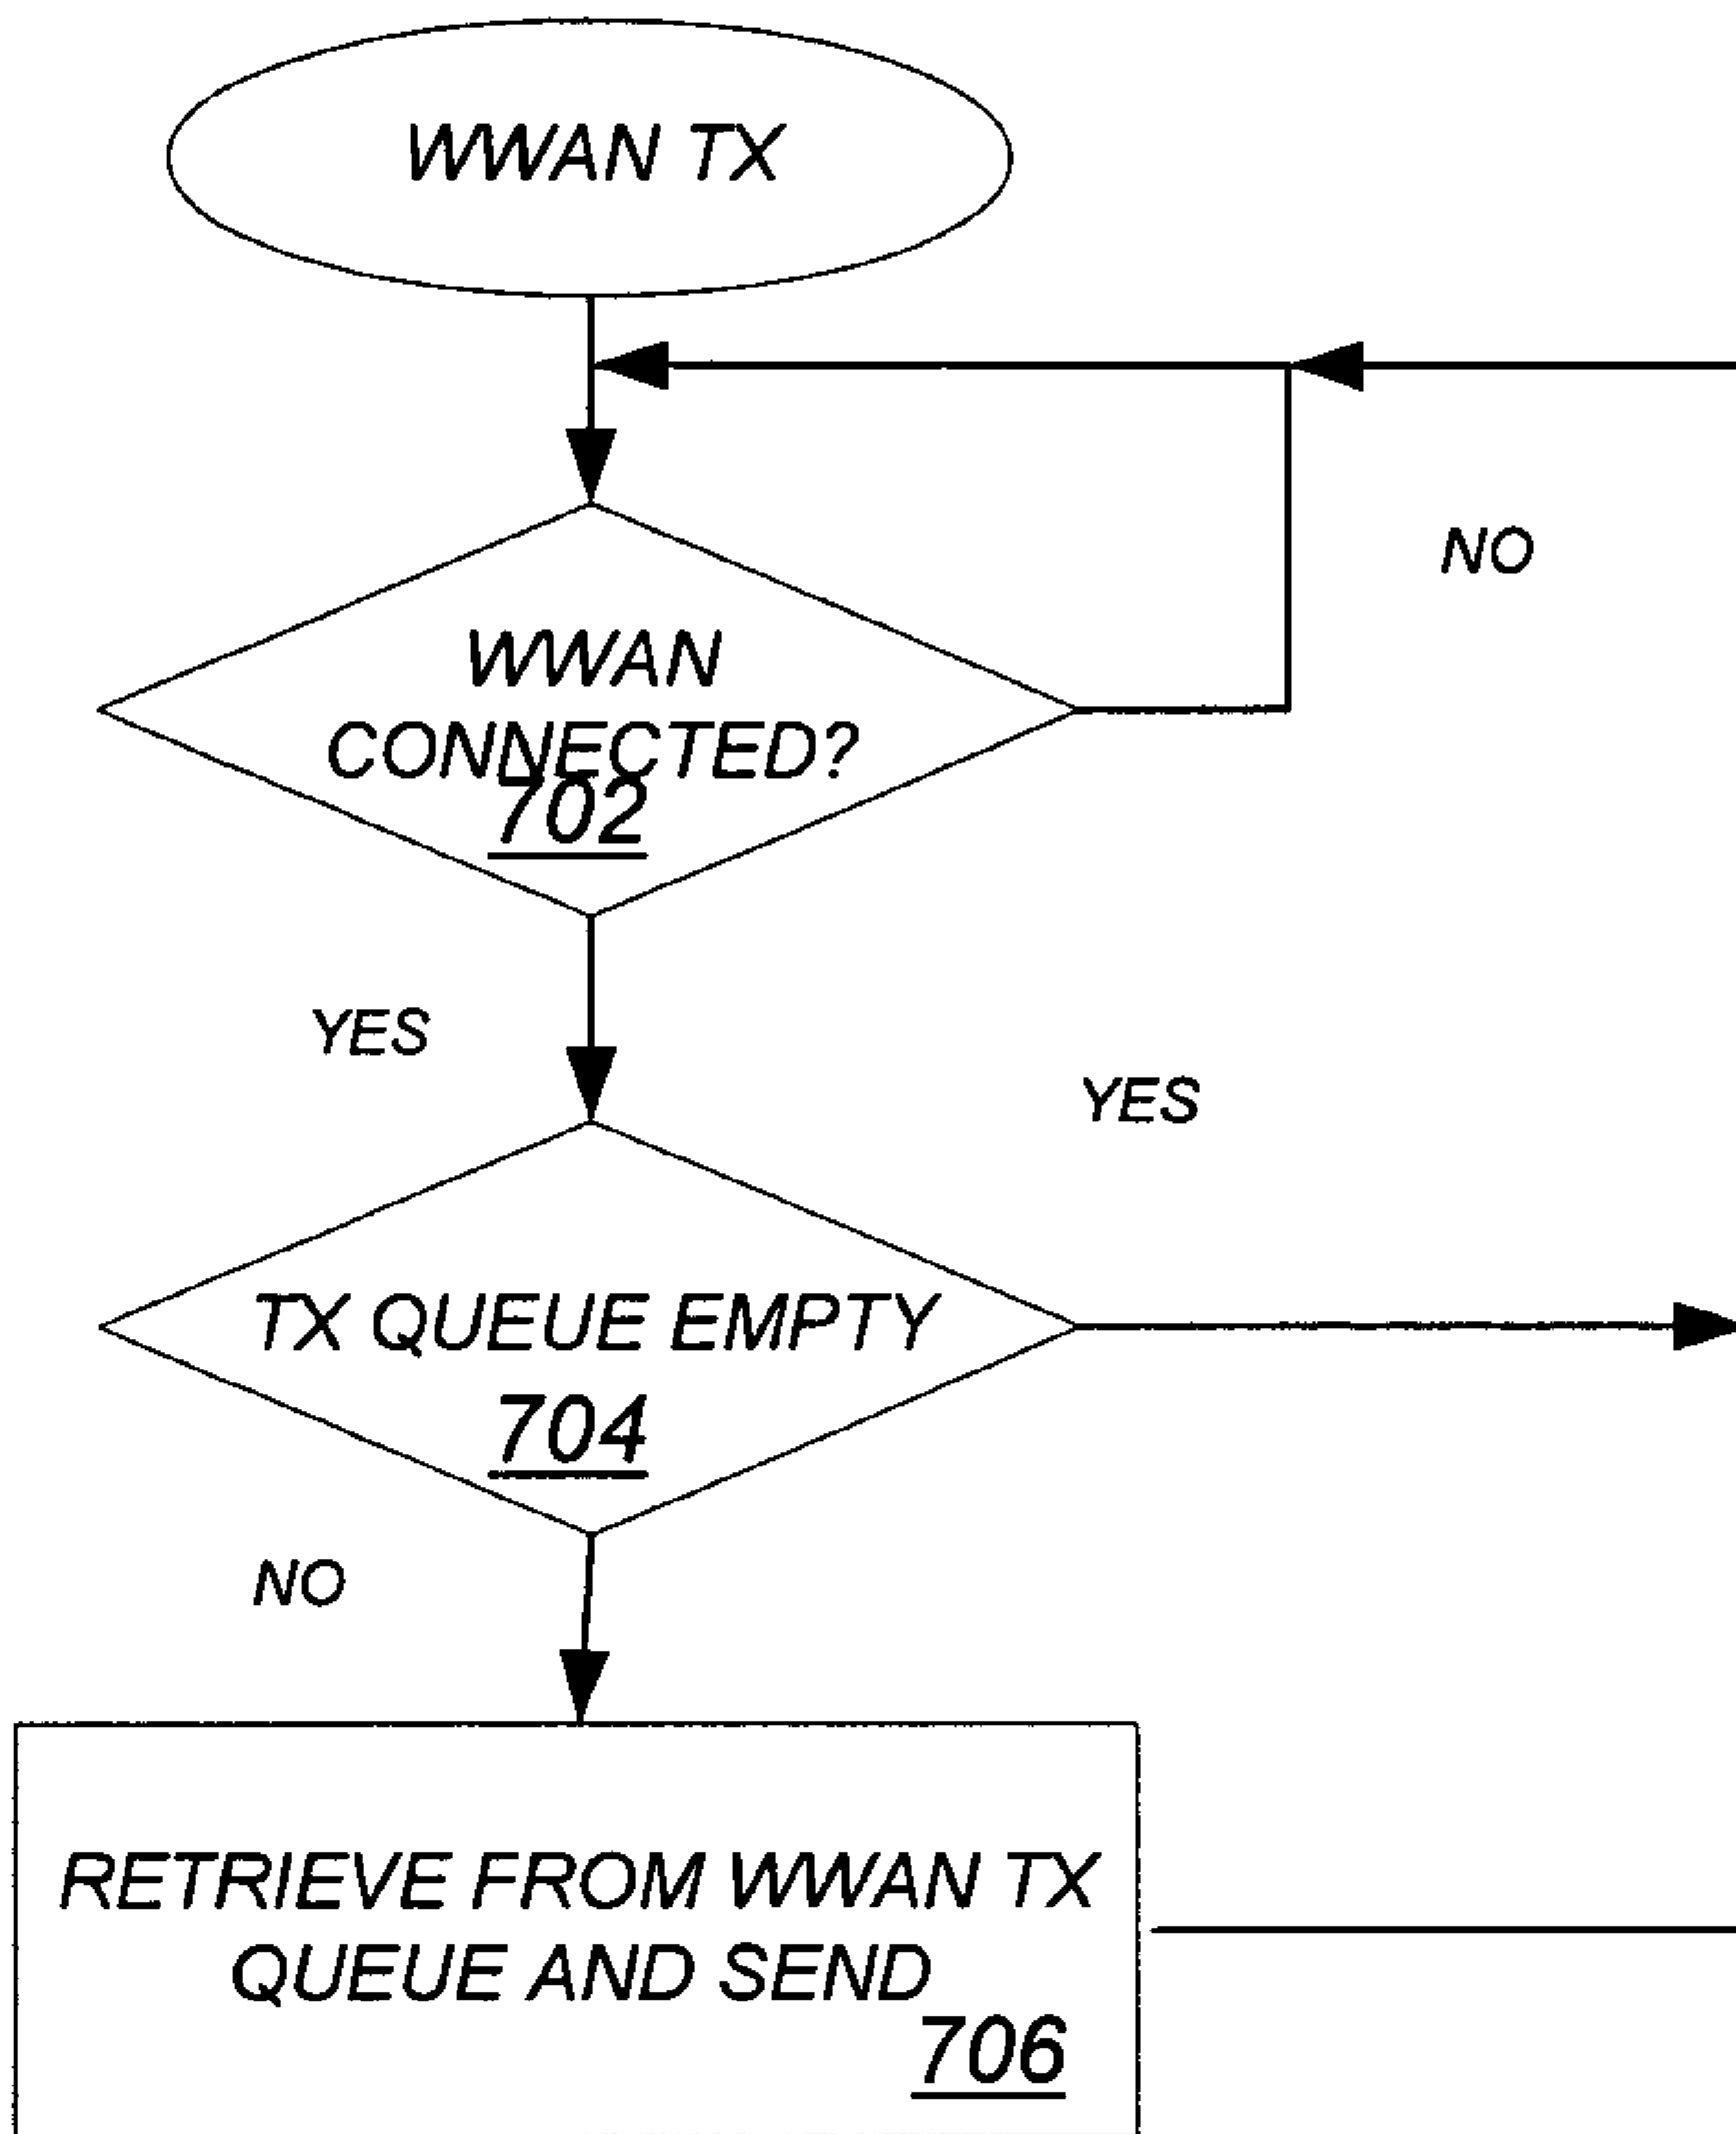 WWAN TX
NO
WWAN
CONNECTED?
702
YES
YES
TX QUEUE EMPTY
704
NO
RETRIEVE FROM WWAN TX
QUEUE AND SEND
706